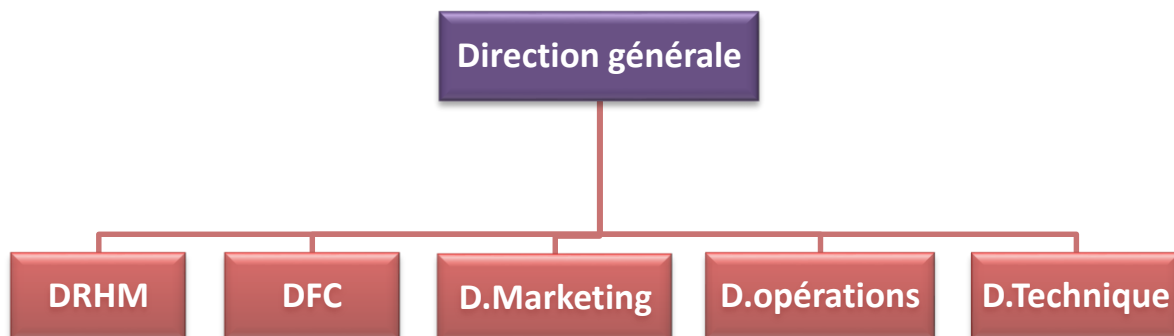 Direction générale
DRHM
DFC
D.Marketing
D.opérations
D.Technique